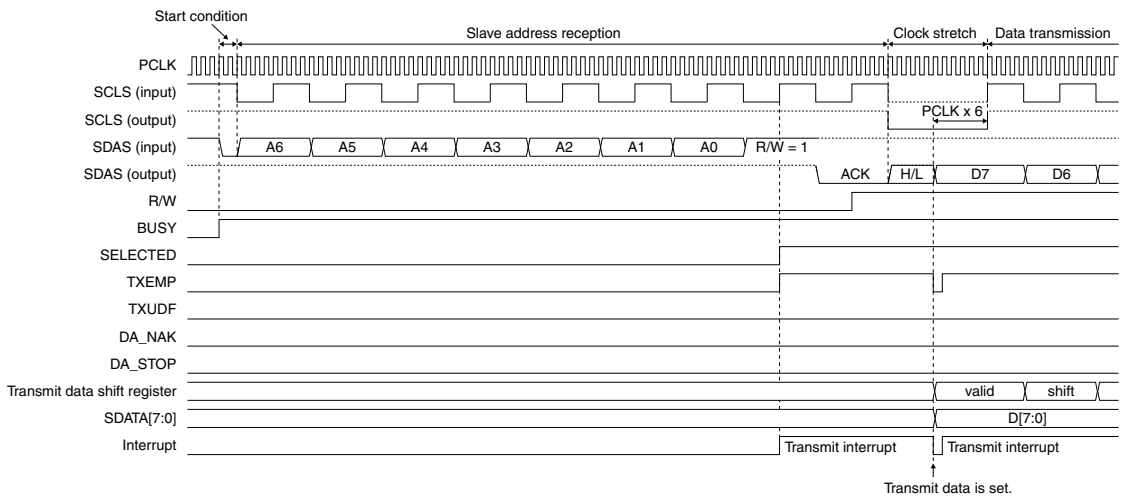 Start condition
Slave address reception Clock stretch Data transmission
PCLK
SCLS (input)
SCLS (output) PCLK x 6
SDAS (input) A6 A5 A4 A3 A2 A1 A0 R/W = 1
SDAS (output) ACK H/L D7 D6
R/W
BUSY
SELECTED
TXEMP
TXUDF
DA_NAK
DA_STOP
Transmit data shift register valid shift
SDATA[7:0] D[7:0]
Interrupt Transmit interrupt Transmit interrupt
Transmit data is set.